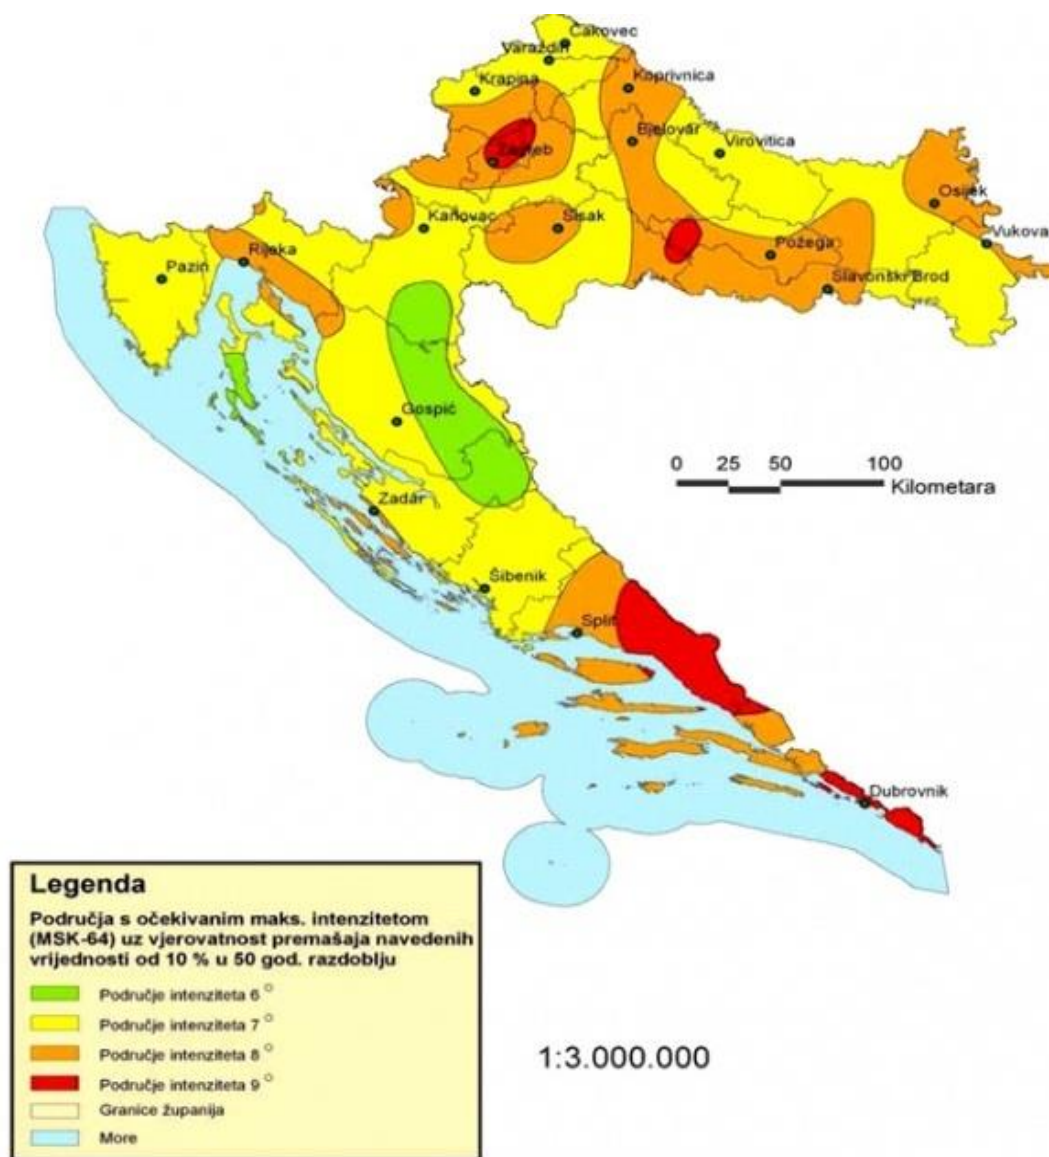 Čakovec
Varaždin
Krapina
Koprivnica
Bjelovar
Virovitica
Zagreb
Osijek
Karlovac
Sisak
Vukova
Rijeka
Požega
Pazin
Slavonski Brod
Gospić
0 25 50 100
Kilometara
Zadar
Šibenik
Split
Dubrovnik
Legenda
Područja s očekivanim maks. intenzitetom
(MSK-64) uz vjerovatnost premašaja navedenih
vrijednosti od 10 % u 50 god. razdoblju
Područje intenziteta 6 °
Područje intenziteta 7 °
Područje intenziteta 8 °
Područje intenziteta 9 °
Granice županija
More
1:3.000.000